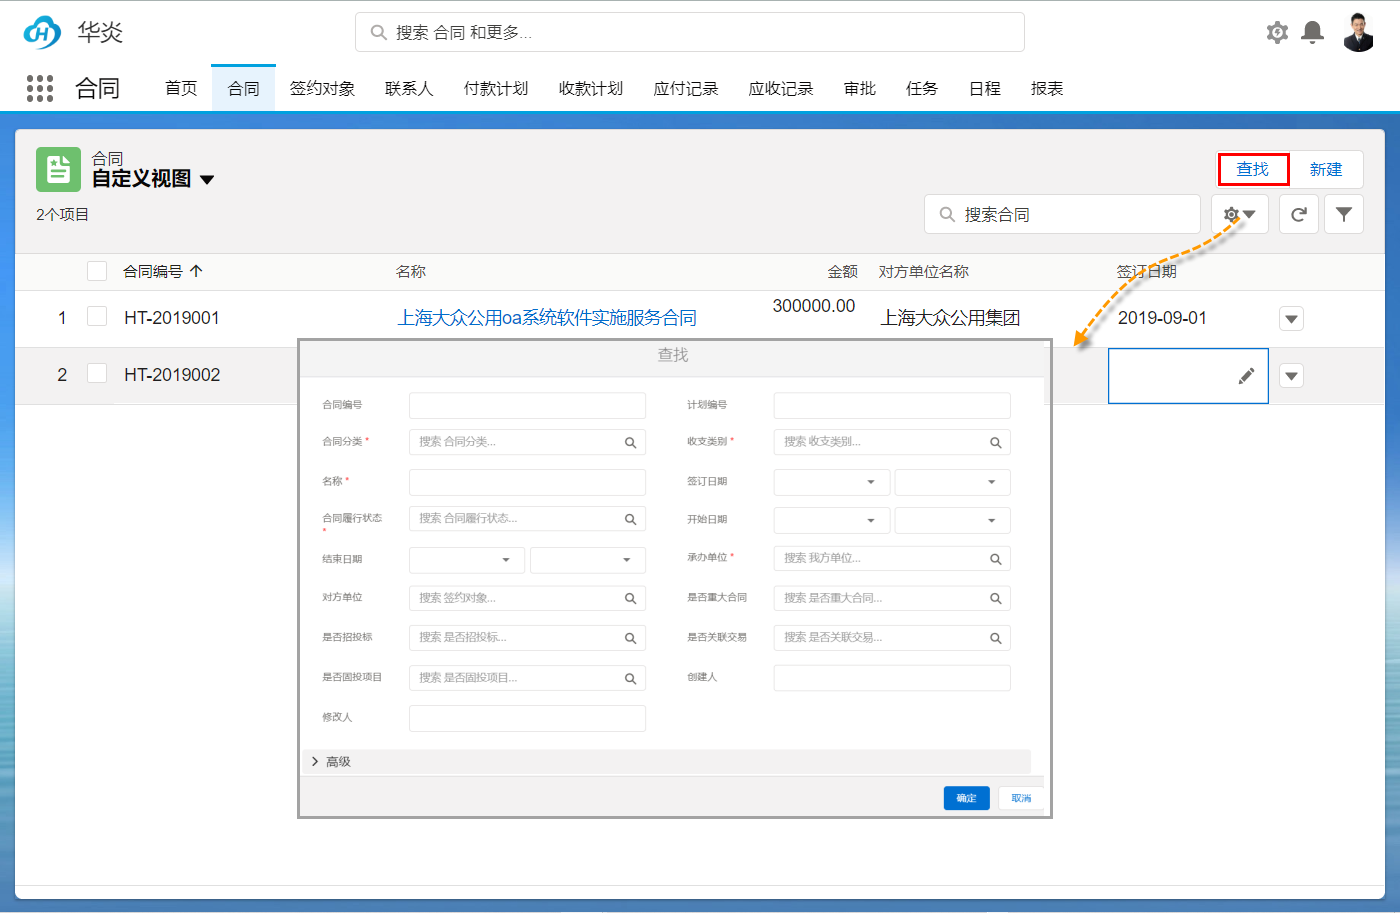 华炎
搜索 合同 和更多...
合同
首页 合同 签约对象 联系人 付款计划 收款计划 应付记录 应收记录 审批 任务 日程 报表
合同
自定义视图
查找 新建
2个项目
搜索合同
合同编号 名称 金额 对方单位名称 签订日期
1 HT-2019001 上海大众公用oa系统软件实施服务合同 300000.00 上海大众公用集团 2019-09-01
2 HT-2019002
查找
合同编号 计划编号
合同分类 * 搜索 合同分类... 收支类别 * 搜索 收支类别...
名称 * 签订日期
合同履行状态 * 搜索 合同履行状态... 开始日期
结束日期 承办单位 * 搜索 我方单位...
对方单位 搜索 签约对象... 是否重大合同 搜索 是否重大合同...
是否招投标 搜索 是否招投标... 是否关联交易 搜索 是否关联交易...
是否固投项目 搜索 是否固投项目... 创建人
修改人
高级
确定 取消